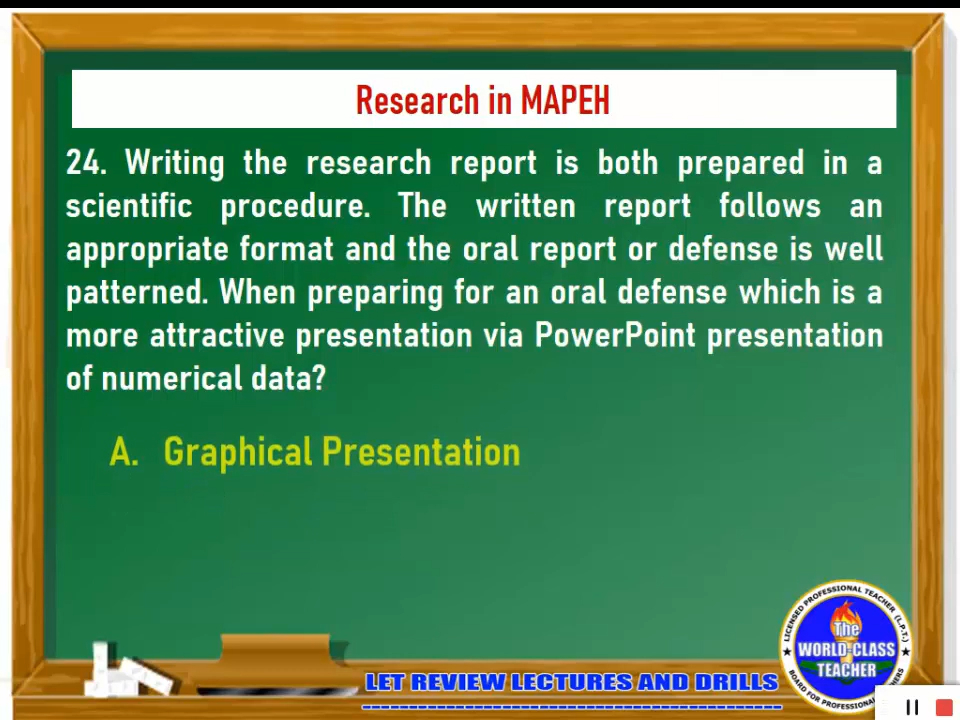 Research in MAPEH
24. Writing the research report is both prepared in a
scientific procedure. The written report follows an
appropriate format and the oral report or defense is well
patterned. When preparing for an oral defense which is a
more attractive presentation via PowerPoint presentation
of numerical data?
A. Graphical Presentation
LICENSED PROFESSIONAL TEACHER (L.P.T.)
The
WORLD-CLASS
TEACHER
BOARD FOR PROFESSIONAL
LET REVIEW LECTURES AND DRILLS